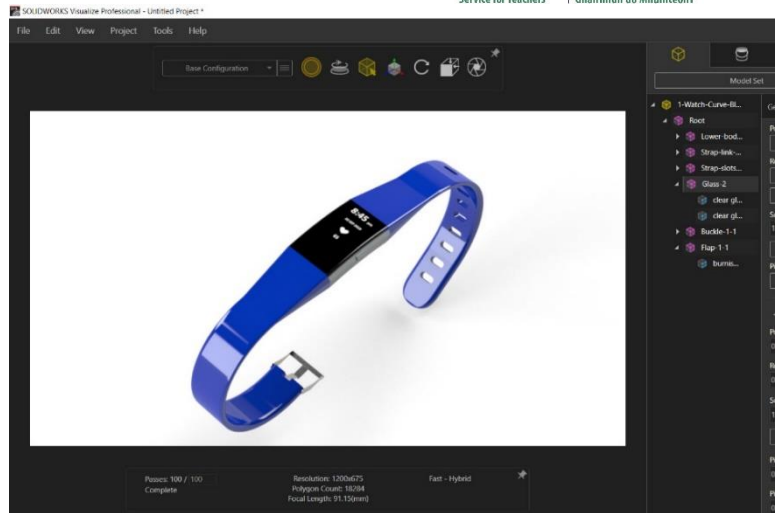 Service for Teachers
SOLIDWORKS Visualize Professional - Untitled Project *
File Edit View Project Tools Help
Base Configuration
Model Set
1-Watch-Curve-Bl...
Root
Lower-bod...
Strap-link-...
Strap-slots...
Glass-2
clear gl...
clear gl...
Buckle-1-1
Flap-1-1
burnis...
8:45
Passes: 100 / 100
Complete
Resolution: 1200x675
Polygon Count: 18284
Focal Length: 91.15(mm)
Fast - Hybrid